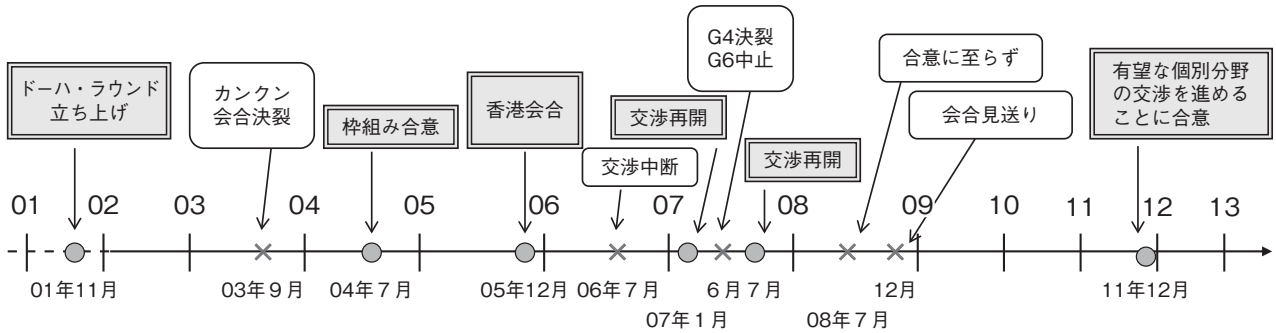 ドーハ・ラウンド
立ち上げ
カンクン
会合決裂
枠組み合意
香港会合
交渉再開
交渉中断
G4決裂
G6中止
交渉再開
合意に至らず
会合見送り
有望な個別分野
の交渉を進める
ことに合意
01 02 03 04 05 06 07 08 09 10 11 12 13
01年11月 03年9月 04年7月 05年12月 06年7月 6月7月 12月 11年12月
07年1月 08年7月